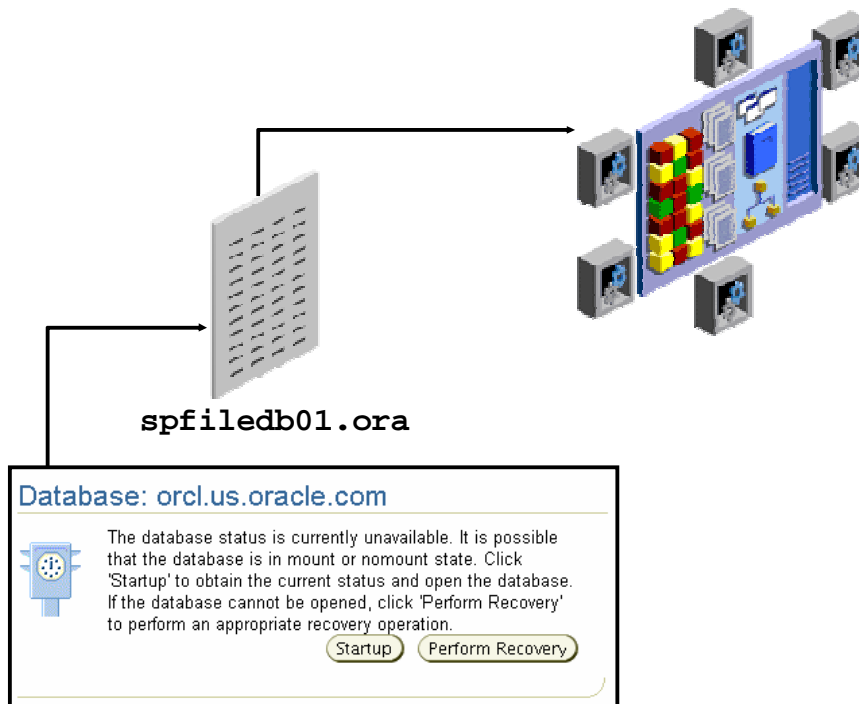 spfiledb01.ora
Database: orcl.us.oracle.com
The database status is currently unavailable. It is possible
that the database is in mount or nomount state. Click
'Startup' to obtain the current status and open the database.
If the database cannot be opened, click 'Perform Recovery'
to perform an appropriate recovery operation.
Startup
Perform Recovery